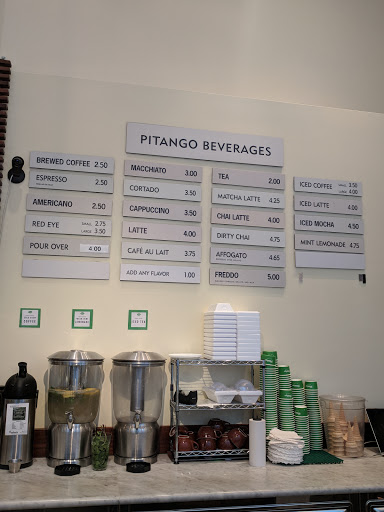 PITANGO BEVERAGES
BREWED COFFEE 2.50
ESPRESSO 2.50
AMERICANO 2.50
RED EYE SMALL 2.75
LARGE 3.50
POUR OVER 4.00
MACCHIATO 3.00
CORTADO 3.50
CAPPUCCINO 3.50
LATTE 4.00
CAFÉ AU LAIT 3.75
ADD ANY FLAVOR 1.00
TEA 2.00
MATCHA LATTE 4.25
CHAI LATTE 4.00
DIRTY CHAI 4.75
AFFOGATO 4.65
FREDDO 5.00
ICED COFFEE SMALL 3.50
LARGE 4.00
ICED LATTE 4.00
ICED MOCHA 4.50
MINT LEMONADE 4.75
COFFEE
LEMONADE
ICED TEA